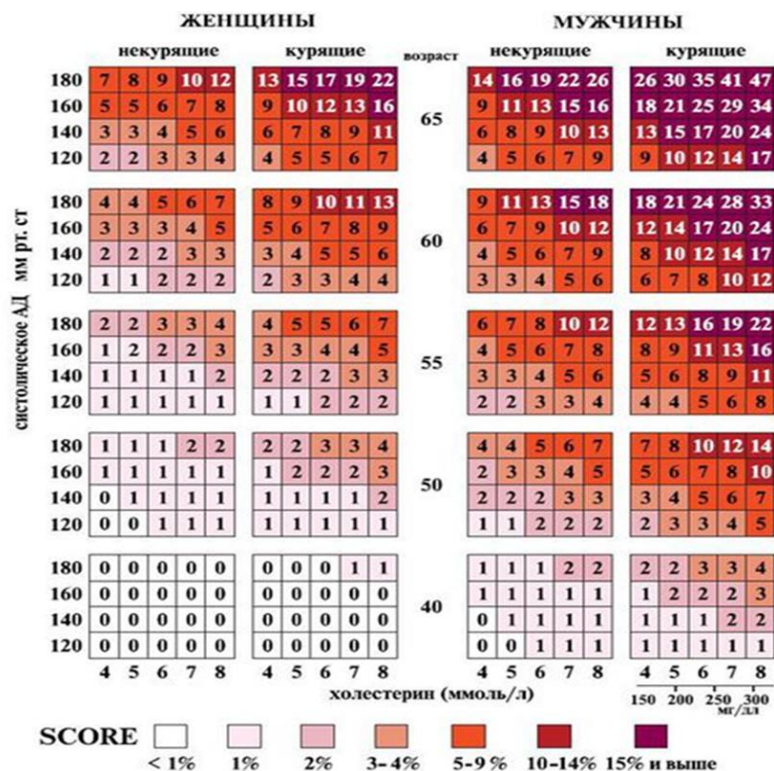 ЖЕНЩИНЫ МУЖЧИНЫ
некурящие курящие возраст некурящие курящие
180 7 8 9 10 12 13 15 17 19 22 14 16 19 22 26 26 30 35 41 47
160 5 5 6 7 8 9 10 12 13 16 9 11 13 15 16 18 21 25 29 34
65
140 3 3 4 5 6 6 7 8 9 11 6 8 9 10 13 13 15 17 20 24
120 2 2 3 3 4 4 5 5 6 7 4 5 6 7 9 9 10 12 14 17
180 4 4 5 6 7 8 9 10 11 13 9 11 13 15 18 18 21 24 28 33
160 3 3 3 4 5 5 6 7 8 9 6 7 9 10 12 12 14 17 20 24
60
140 2 2 2 3 3 3 4 5 5 6 4 5 6 7 9 8 10 12 14 17
120 1 1 2 2 2 2 3 3 4 4 3 3 4 5 6 6 7 8 10 12
180 2 2 3 3 4 4 5 5 6 7 6 7 8 10 12 12 13 16 19 22
160 1 2 2 2 3 3 3 4 4 5 4 5 6 7 8 8 9 11 13 16
55
140 1 1 1 1 2 2 2 2 3 3 3 3 4 5 6 5 6 8 9 11
120 1 1 1 1 1 1 1 2 2 2 2 2 3 3 4 4 4 5 6 8
180 1 1 1 2 2 2 2 3 3 4 4 4 5 6 7 7 8 10 12 14
160 1 1 1 1 1 1 2 2 2 3 2 3 3 4 5 5 6 7 8 10
50
140 0 1 1 1 1 1 1 1 1 2 2 2 2 3 3 3 4 5 6 7
120 0 0 1 1 1 1 1 1 1 1 1 1 2 2 2 2 3 3 4 5
180 0 0 0 0 0 0 0 0 1 1 1 1 1 2 2 2 2 3 3 4
160 0 0 0 0 0 0 0 0 0 0 1 1 1 1 1 1 2 2 2 3
40
140 0 0 0 0 0 0 0 0 0 0 0 1 1 1 1 1 1 1 2 2
120 0 0 0 0 0 0 0 0 0 0 0 0 1 1 1 1 1 1 1 1
4 5 6 7 8 4 5 6 7 8 4 5 6 7 8 4 5 6 7 8
систолическое АД мм рт. ст
холестерин (ммоль/л)
150 200 250 300
мг/дл
SCORE
< 1% 1% 2% 3-4% 5-9% 10-14% 15% и выше